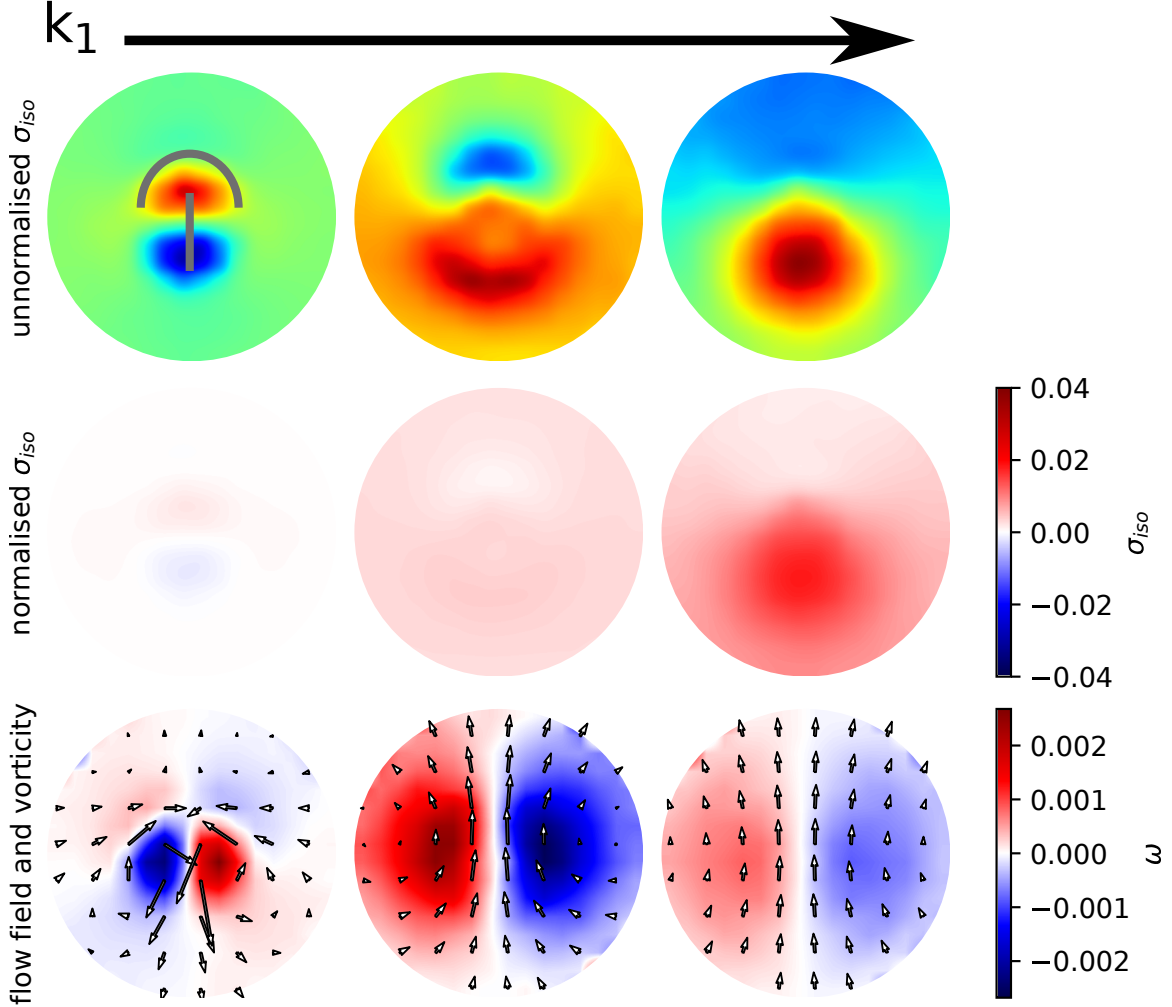 k1
unnormalised σiso
normalised σiso
0.04
0.02
0.00
−0.02
−0.04
σiso
flow field and vorticity
0.002
0.001
0.000
−0.001
−0.002
ω